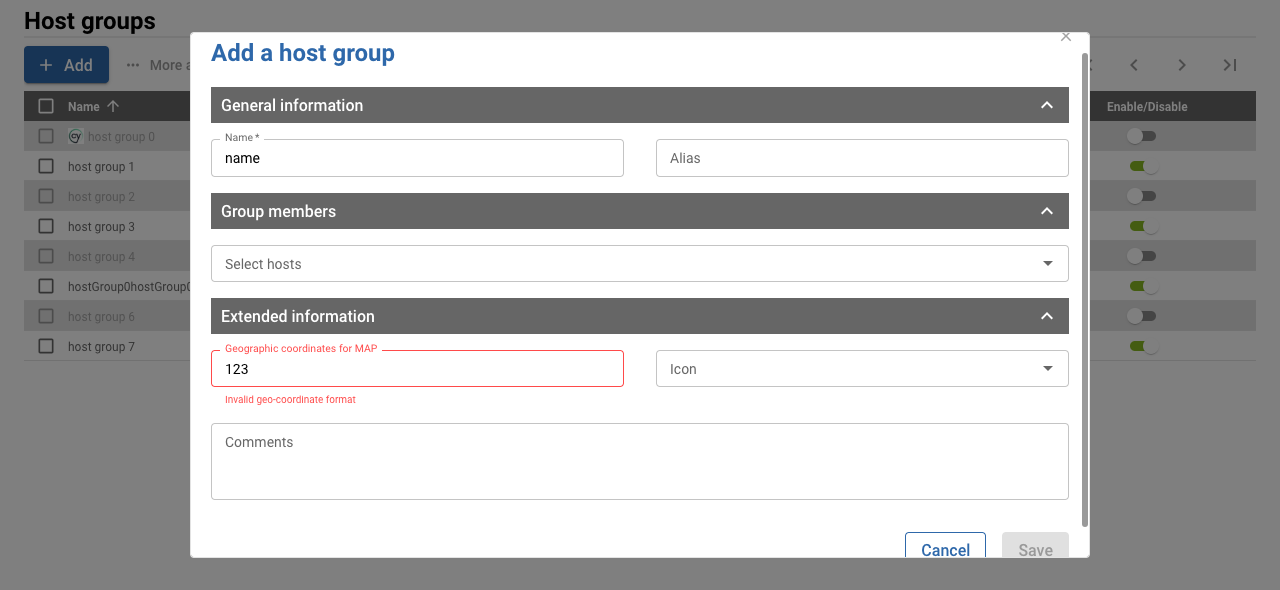 Host groups
Add
More a
Name
Enable/Disable
host group 0
host group 1
host group 2
host group 3
host group 4
hostGroup0hostGroup0
host group 6
host group 7
Add a host group
General information
Name *
name
Alias
Group members
Select hosts
Extended information
Geographic coordinates for MAP
123
Invalid geo-coordinate format
Icon
Comments
Cancel
Save